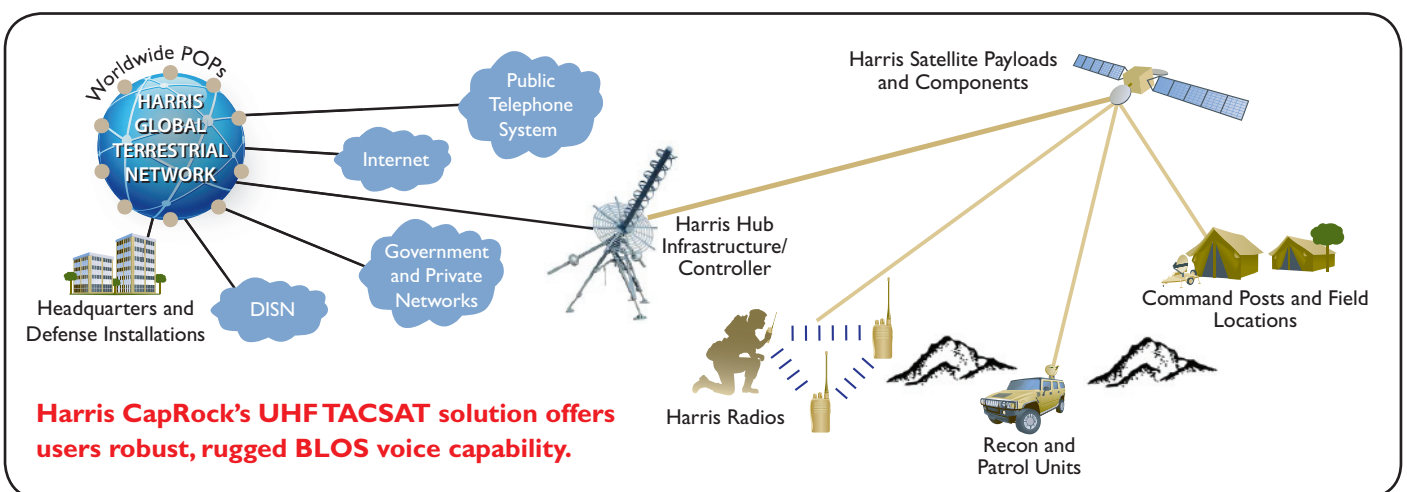 Worldwide POPs
HARRIS
GLOBAL
TERRESTRIAL
NETWORK
Public
Telephone
System
Internet
Government
and Private
Networks
DISN
Headquarters and
Defense Installations
Harris Hub
Infrastructure/
Controller
Harris Satellite Payloads
and Components
Harris Radios
Recon and
Patrol Units
Command Posts and Field
Locations
Harris CapRock’s UHF TACSAT solution offers
users robust, rugged BLOS voice capability.